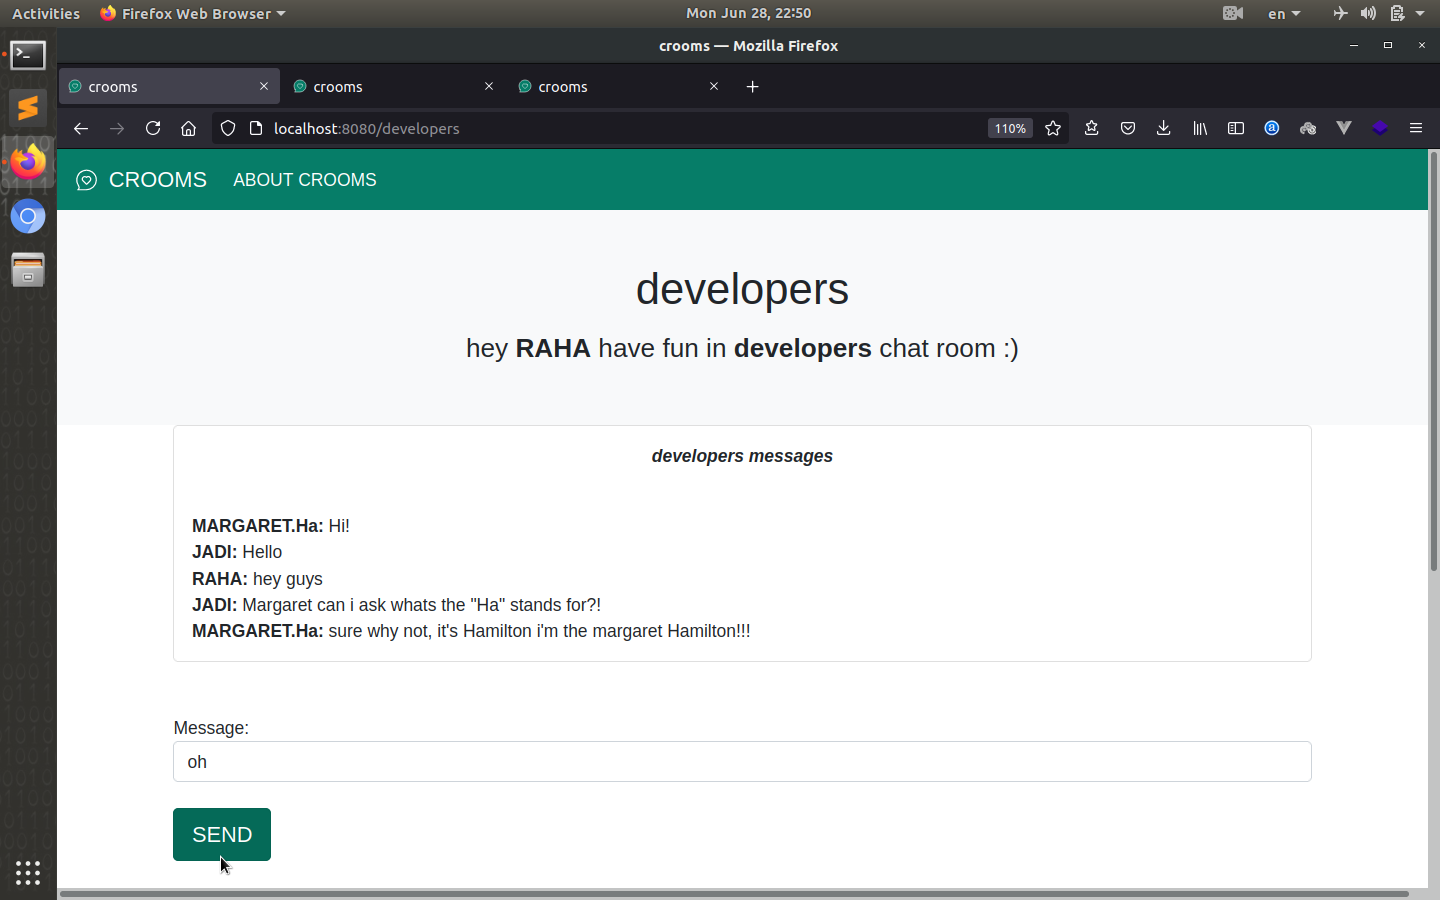 Activities Firefox Web Browser Mon Jun 28, 22:50 en
crooms — Mozilla Firefox
crooms crooms crooms
localhost:8080/developers 110%
CROOMS ABOUT CROOMS
developers
hey RAHA have fun in developers chat room :)
developers messages
MARGARET.Ha: Hi!
JADI: Hello
RAHA: hey guys
JADI: Margaret can i ask whats the "Ha" stands for?!
MARGARET.Ha: sure why not, it's Hamilton i'm the margaret Hamilton!!!
Message:
oh
SEND